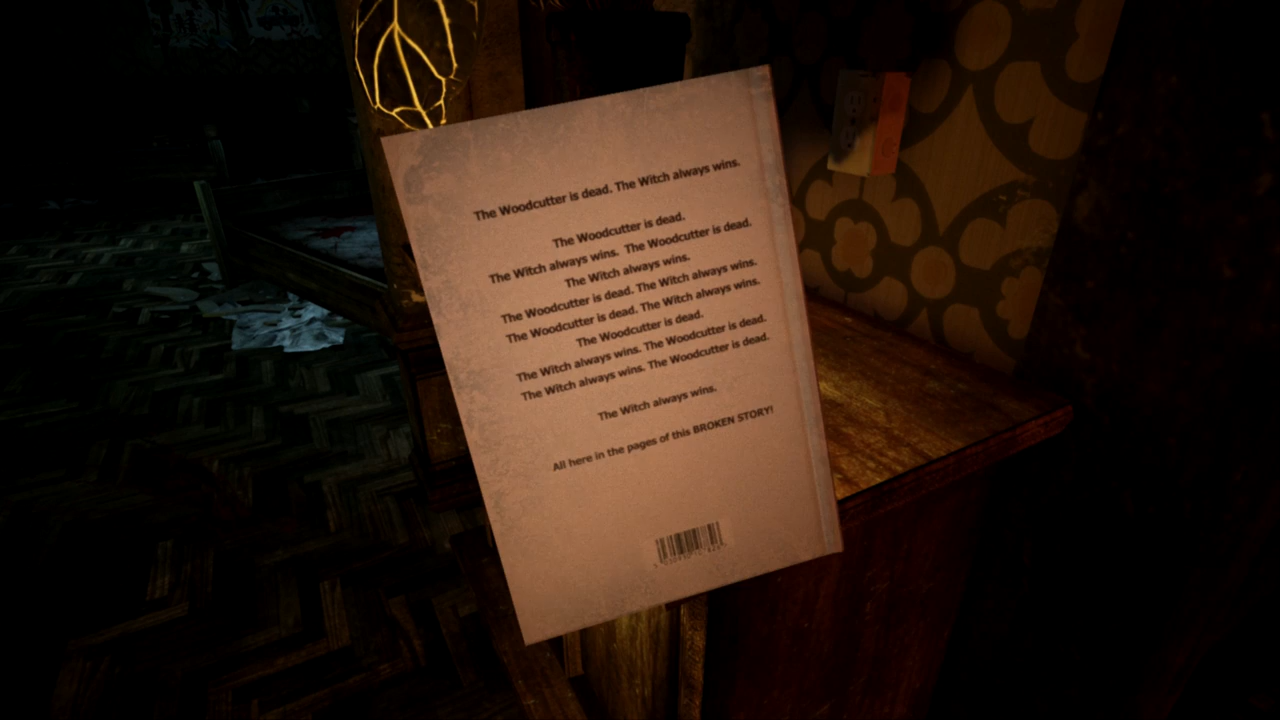 The Woodcutter is dead. The Witch always wins.
The Woodcutter is dead.
The Witch always wins. The Woodcutter is dead.
The Witch always wins.
The Woodcutter is dead. The Witch always wins.
The Woodcutter is dead. The Witch always wins.
The Woodcutter is dead.
The Witch always wins. The Woodcutter is dead.
The Witch always wins. The Woodcutter is dead.
The Witch always wins.
All here in the pages of this BROKEN STORY!